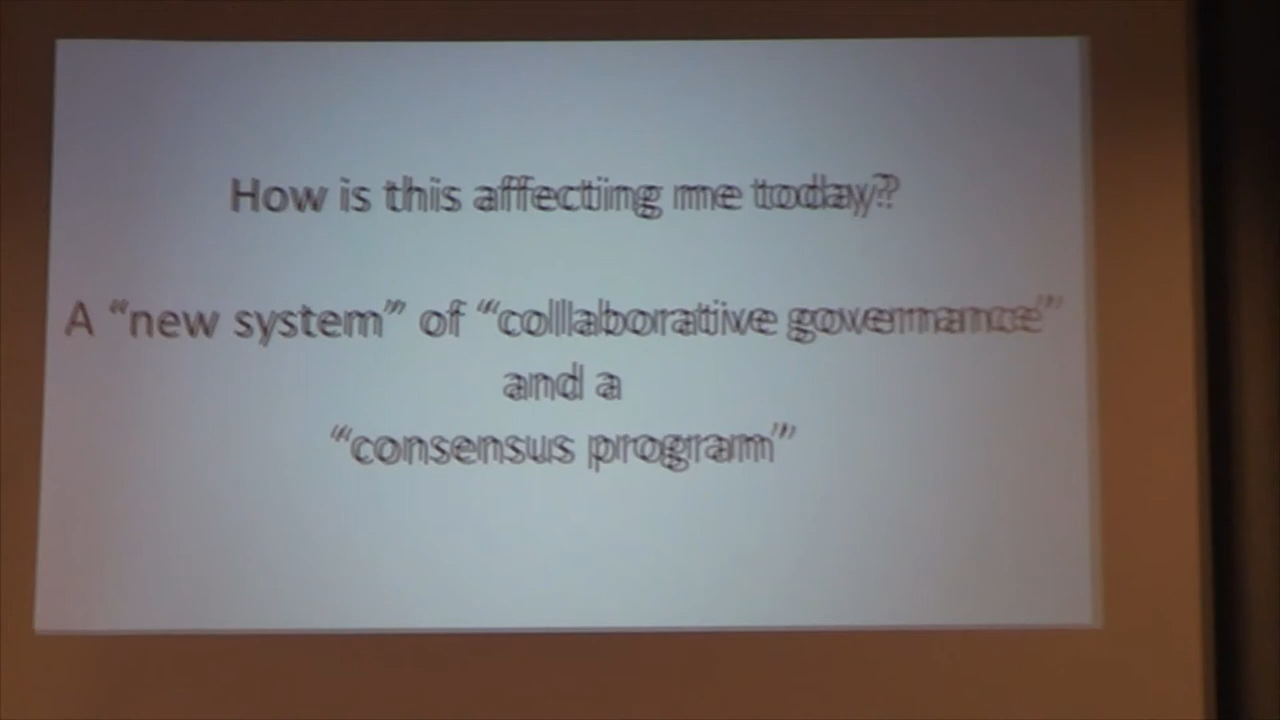 How is this affecting me today?
A “new system” of “collaborative governance”
and a
“consensus program”